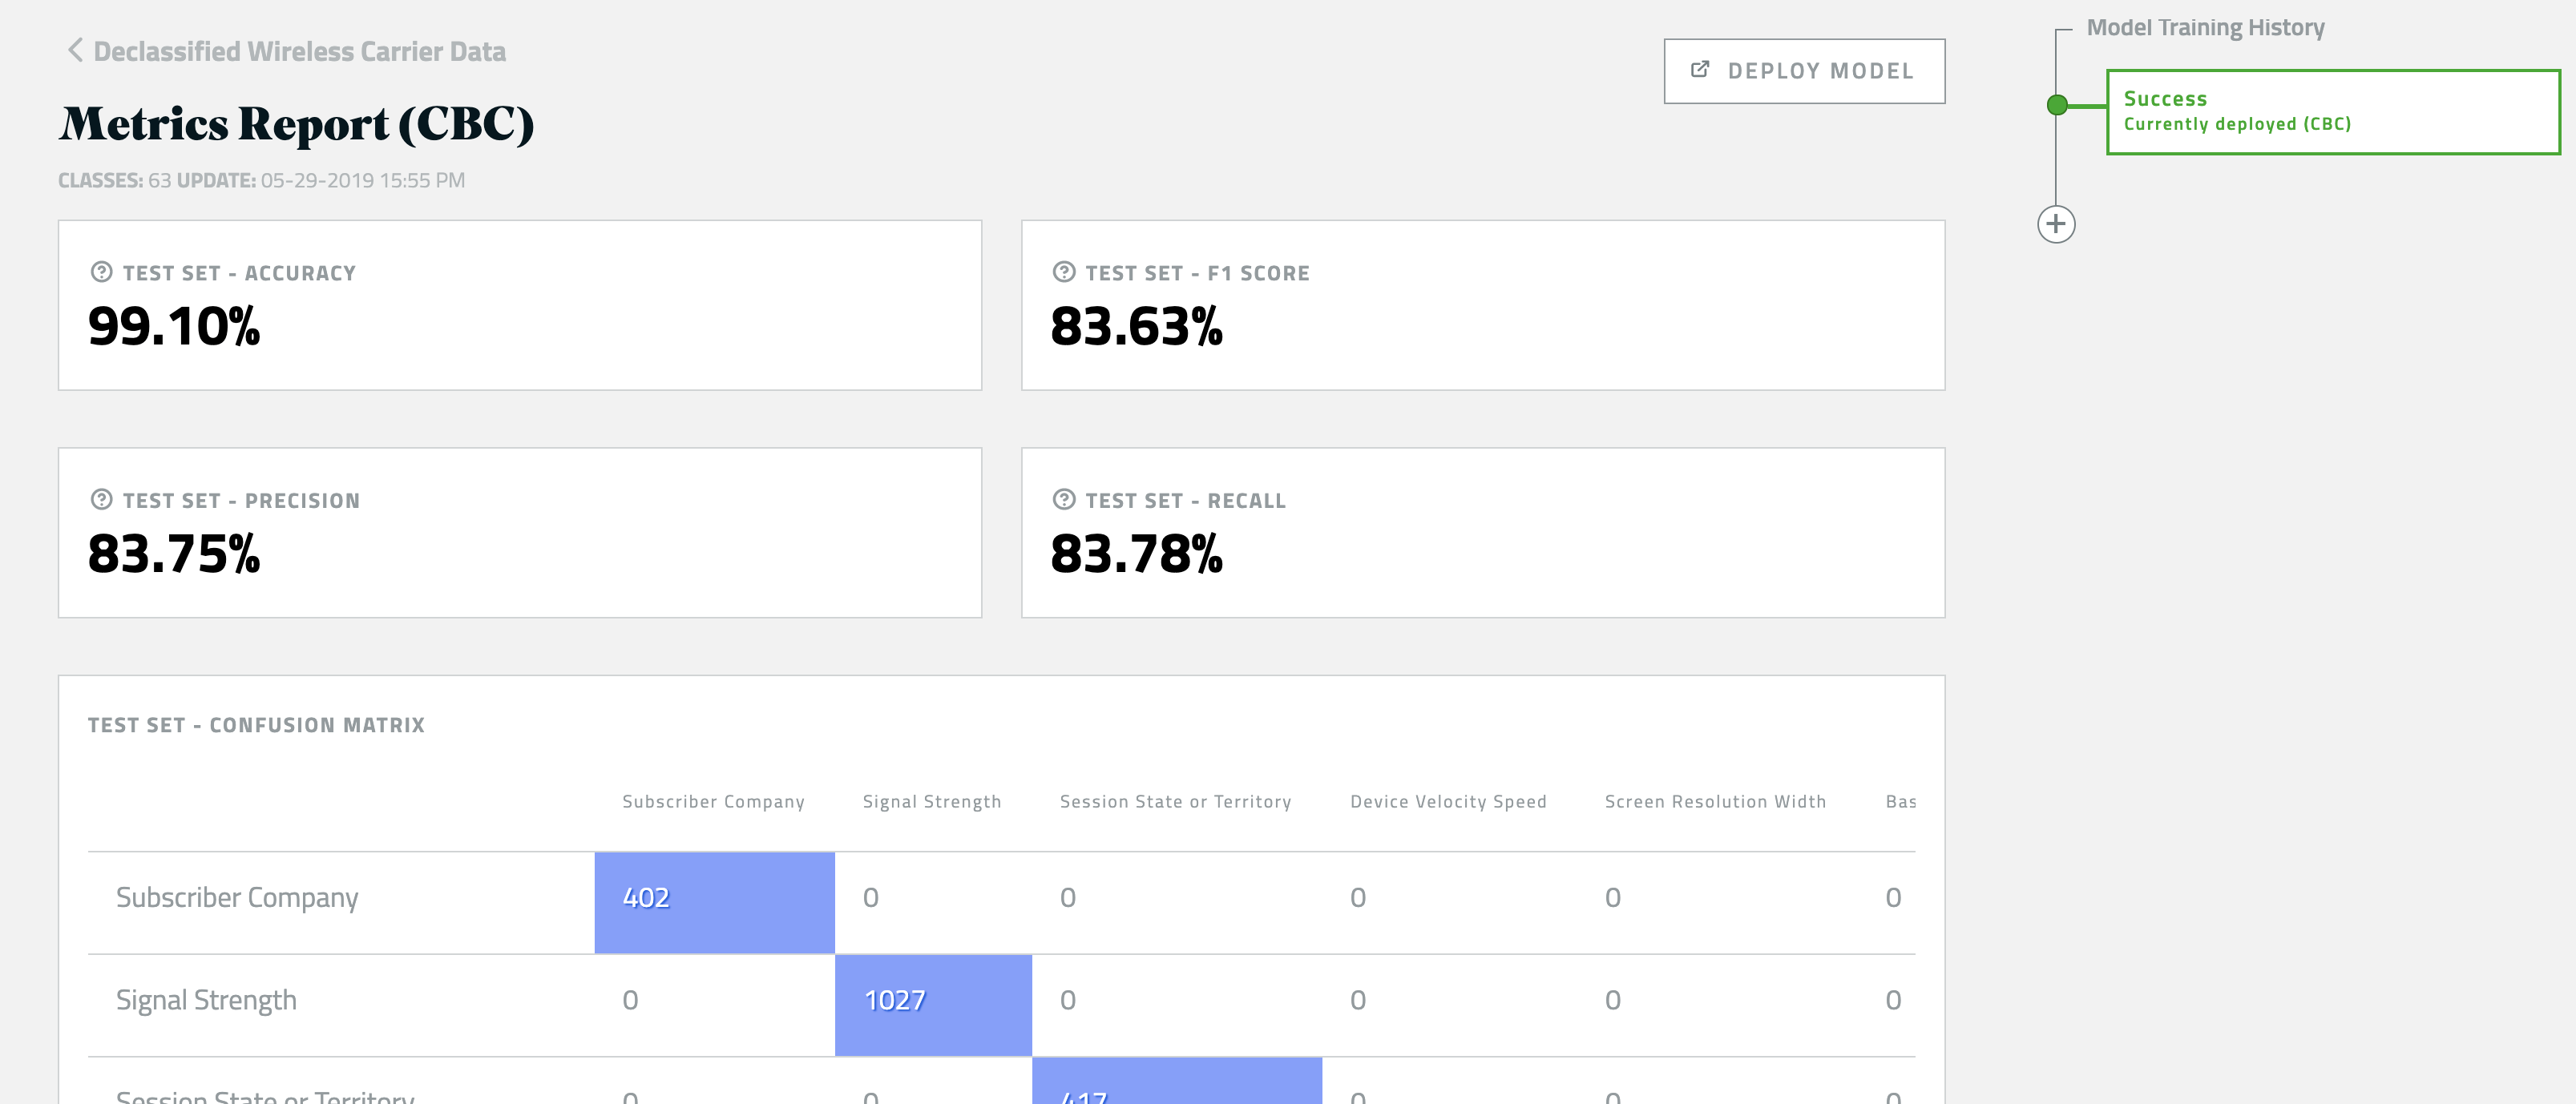 Declassified Wireless Carrier Data
Metrics Report (CBC)
CLASSES: 63 UPDATE: 05-29-2019 15:55 PM
DEPLOY MODEL
Model Training History
Success
Currently deployed (CBC)
TEST SET - ACCURACY
99.10%
TEST SET - F1 SCORE
83.63%
TEST SET - PRECISION
83.75%
TEST SET - RECALL
83.78%
TEST SET - CONFUSION MATRIX
Subscriber Company Signal Strength Session State or Territory Device Velocity Speed Screen Resolution Width Bas
Subscriber Company 402 0 0 0 0 0
Signal Strength 0 1027 0 0 0 0
Session State or Territory 0 0 417 0 0 0